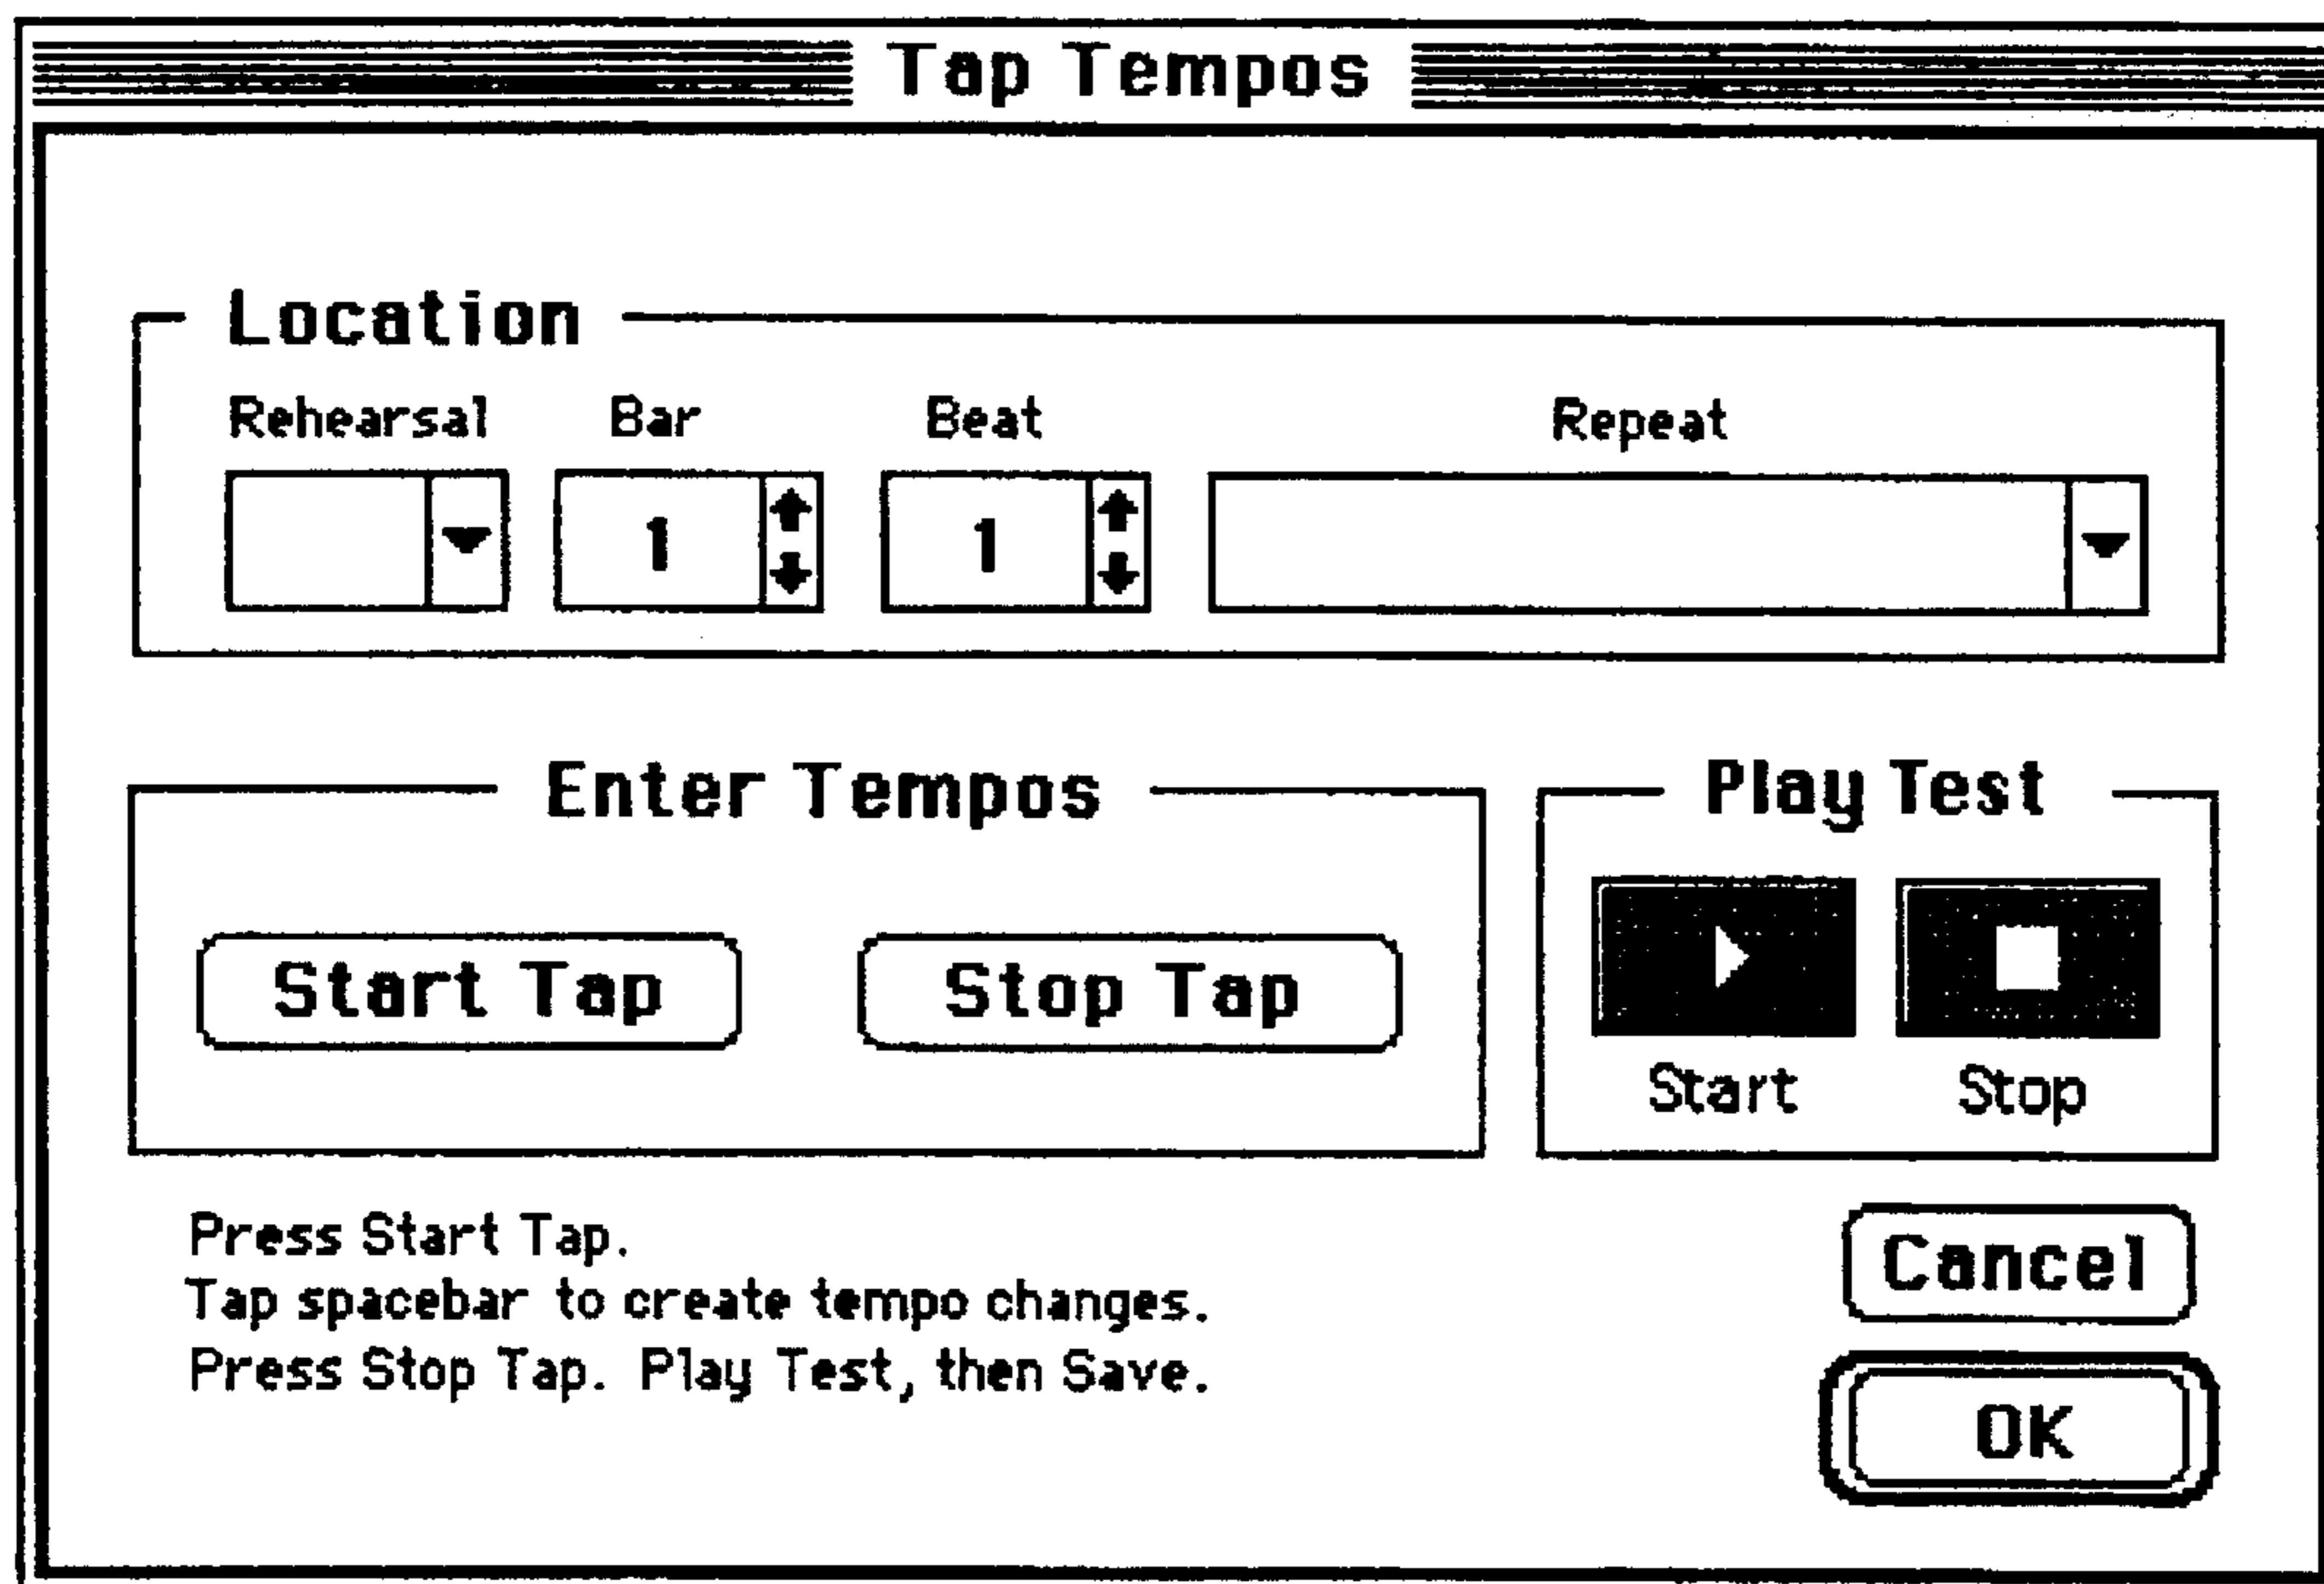 Tap Tempos
Location
Rehearsal Bar Beat Repeat
1 1
Enter Tempos Play Test
Start Tap Stop Tap
Start Stop
Press Start Tap.
Tap spacebar to create tempo changes.
Press Stop Tap. Play Test, then Save.
Cancel
OK